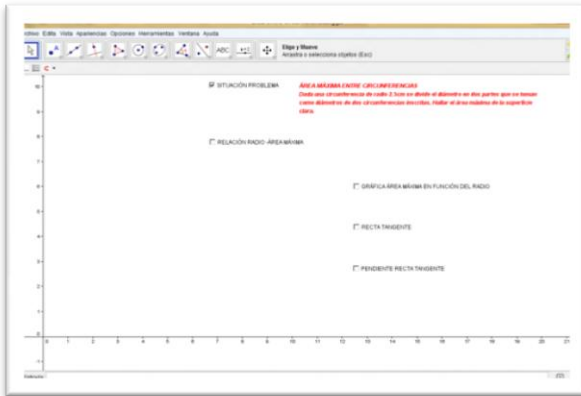 Archivo Edita Vista Apariencias Opciones Herramientas Ventana Ayuda
ABC
Elige y Mueve
Arrastra o selecciona objetos (Esc)
SITUACIÓN PROBLEMA
ÁREA MÁXIMA ENTRE CIRCUNFERENCIAS
Dada una circunferencia de radio 2.5cm se divide el diámetro en dos partes que se toman
como diámetros de dos circunferencias inscritas. Hallar el área máxima de la superficie
clara.
RELACIÓN RADIO -ÁREA MÁXIMA
GRÁFICA ÁREA MÁXIMA EN FUNCIÓN DEL RADIO
RECTA TANGENTE
PENDIENTE RECTA TANGENTE
10
9
8
7
6
5
4
3
2
1
0
0 1 2 3 4 5 6 7 8 9 10 11 12 13 14 15 16 17 18 19 20 21
-1